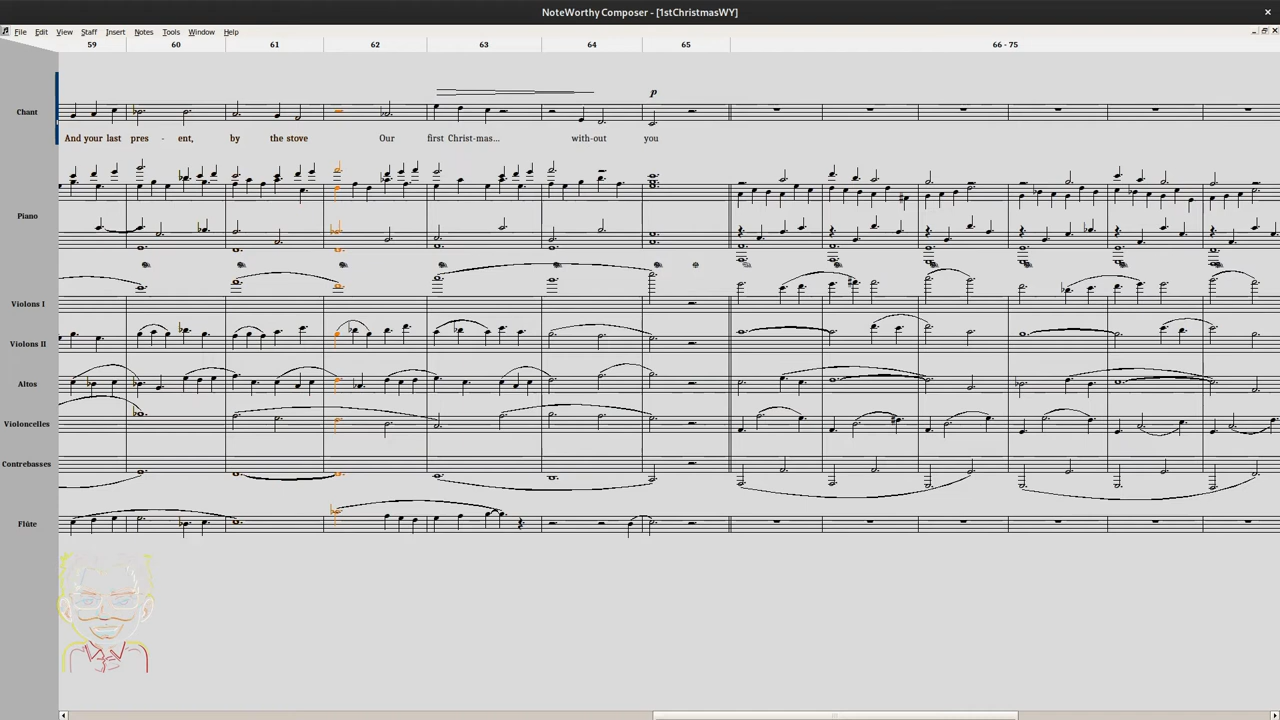 NoteWorthy Composer - [1stChristmasWY]
File Edit View Staff Insert Notes Tools Window Help
59 60 61 62 63 64 65 66 - 75
p
Chant
And your last pres - ent, by the stove Our first Christ-mas... with-out you
Piano
Violons I
Violons II
Altos
Violoncelles
Contrebasses
Flûte